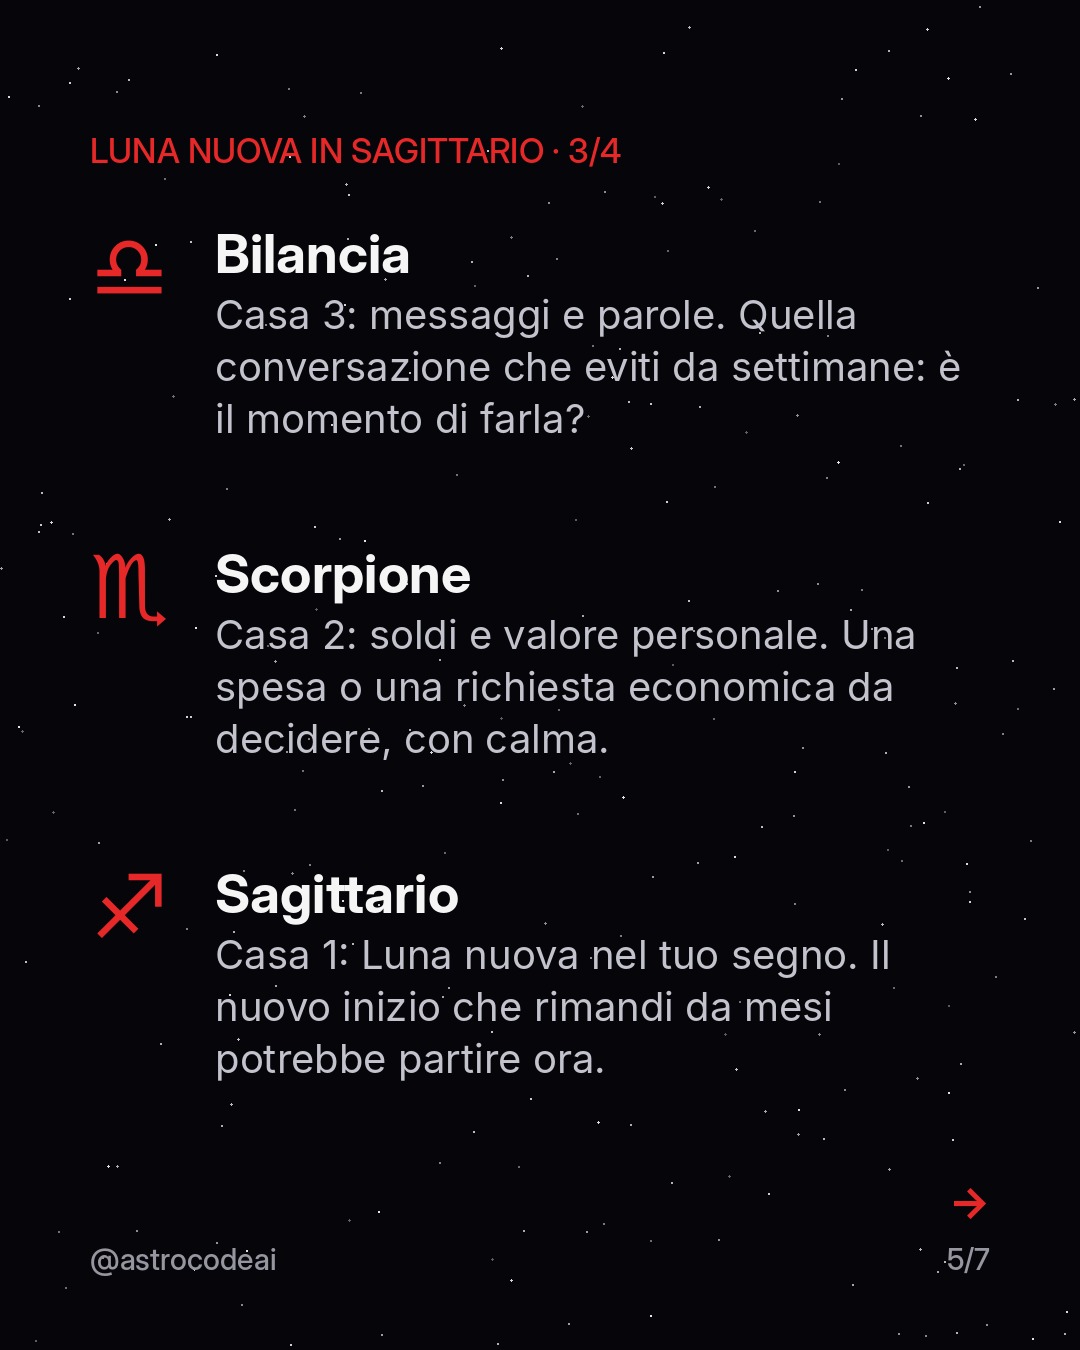 LUNA NUOVA IN SAGITTARIO · 3/4
♎ Bilancia
Casa 3: messaggi e parole. Quella
conversazione che eviti da settimane: è
il momento di farla?
♏ Scorpione
Casa 2: soldi e valore personale. Una
spesa o una richiesta economica da
decidere, con calma.
♐ Sagittario
Casa 1: Luna nuova nel tuo segno. Il
nuovo inizio che rimandi da mesi
potrebbe partire ora.
→
@astrocodeai
5/7